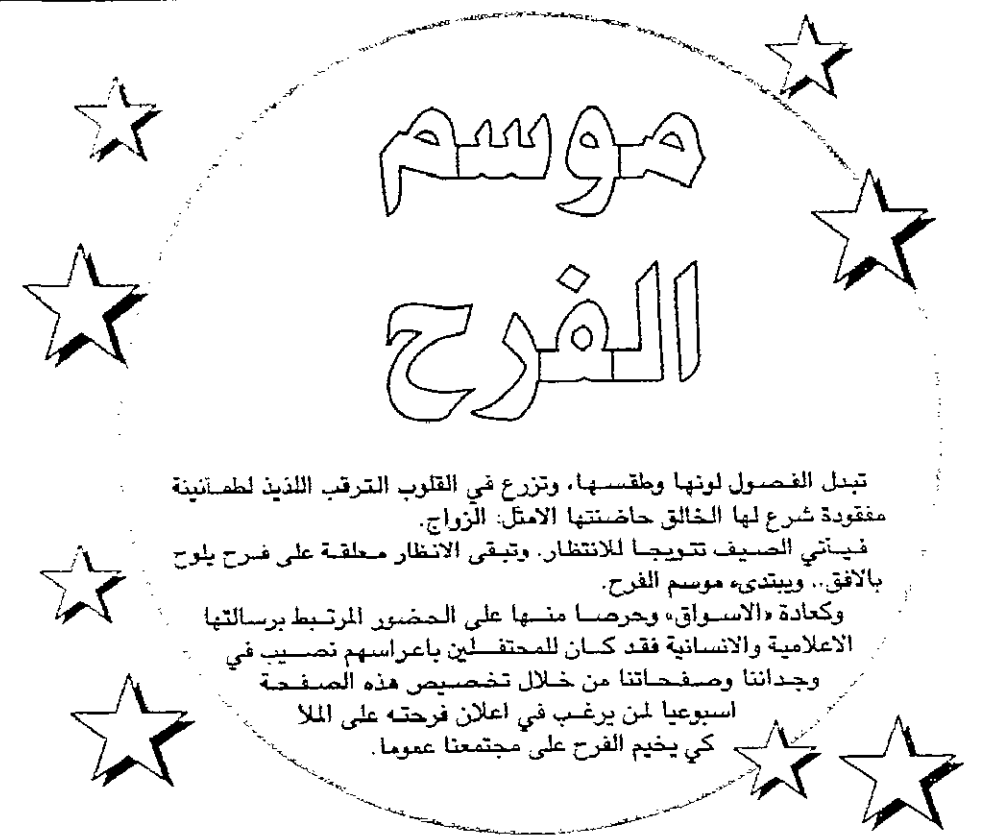 موسم
الفرح
تبدل الفصول لونها وطقسها، وتزرع في القلوب الترقب اللذيذ لطمأنينة
مفقودة شرع لها الخالق حاضنتها الامثل: الزواج.
فيأتي الصيف تتويجا للانتظار. وتبقى الانظار معلقة على فرح يلوح
بالافق.. ويبتدىء موسم الفرح.
وكعادة «الاسواق» وحرصا منها على الحضور المرتبط برسالتها
الاعلامية والانسانية فقد كان للمحتفلين باعراسهم نصيب في
وجداننا وصفحاتنا من خلال تخصيص هذه الصفحة
اسبوعيا لمن يرغب في اعلان فرحته على الملا
كي يخيم الفرح على مجتمعنا عموما.